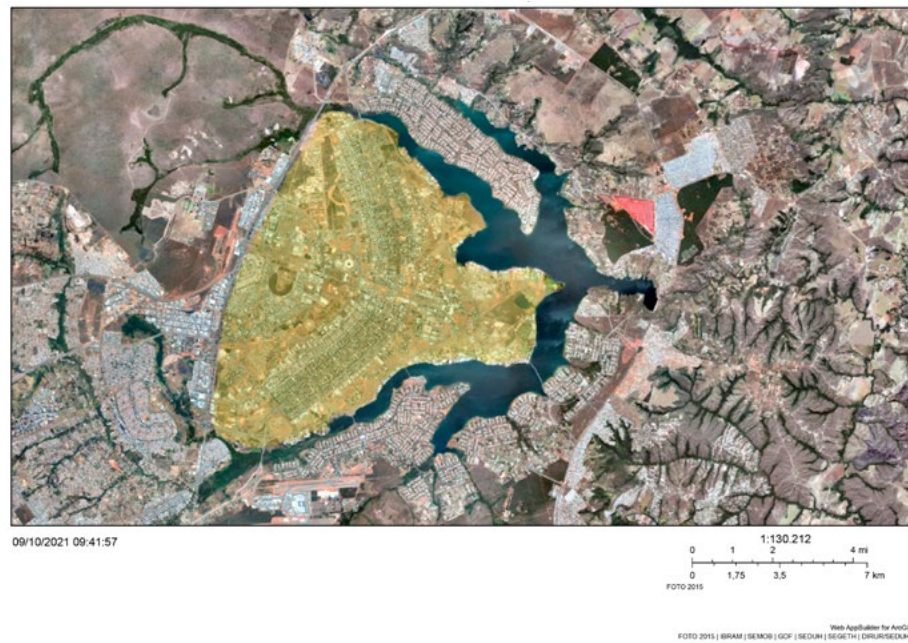 09/10/2021 09:41:57
1:130.212
0 1 2 4 mi
0 1,75 3,5 7 km
FOTO 2015
Web AppBuilder for ArcG
FOTO 2015 | IBRAM | SEMOB | GDF | SEDUH | SEGETH | DIRUR/SEDUH